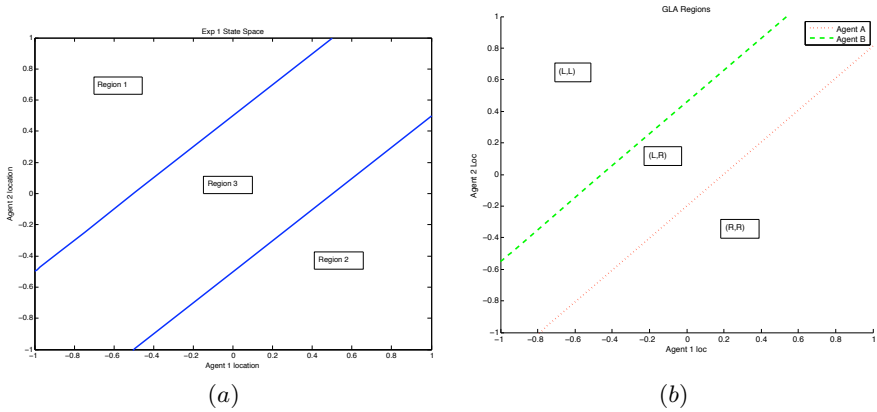 Exp 1 State Space
1
0.8
0.6
0.4
0.2
0
−0.2
−0.4
−0.6
−0.8
−1
Agent 2 location
Region 1
Region 3
Region 2
−1 −0.8 −0.6 −0.4 −0.2 0 0.2 0.4 0.6 0.8 1
Agent 1 location
(a)
GLA Regions
1
0.8
0.6
0.4
0.2
0
−0.2
−0.4
−0.6
−0.8
−1
Agent 2 Loc
Agent A
Agent B
(L,L)
(L,R)
(R,R)
−1 −0.8 −0.6 −0.4 −0.2 0 0.2 0.4 0.6 0.8 1
Agent 1 loc
(b)